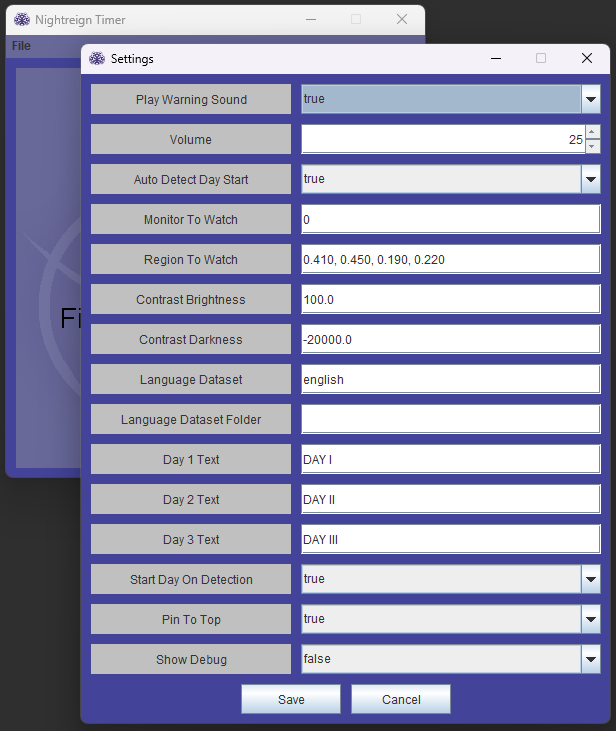 Nightreign Timer
File
Fi
Settings
Play Warning Sound true
Volume 25
Auto Detect Day Start true
Monitor To Watch 0
Region To Watch 0.410, 0.450, 0.190, 0.220
Contrast Brightness 100.0
Contrast Darkness -20000.0
Language Dataset english
Language Dataset Folder
Day 1 Text DAY I
Day 2 Text DAY II
Day 3 Text DAY III
Start Day On Detection true
Pin To Top true
Show Debug false
Save Cancel